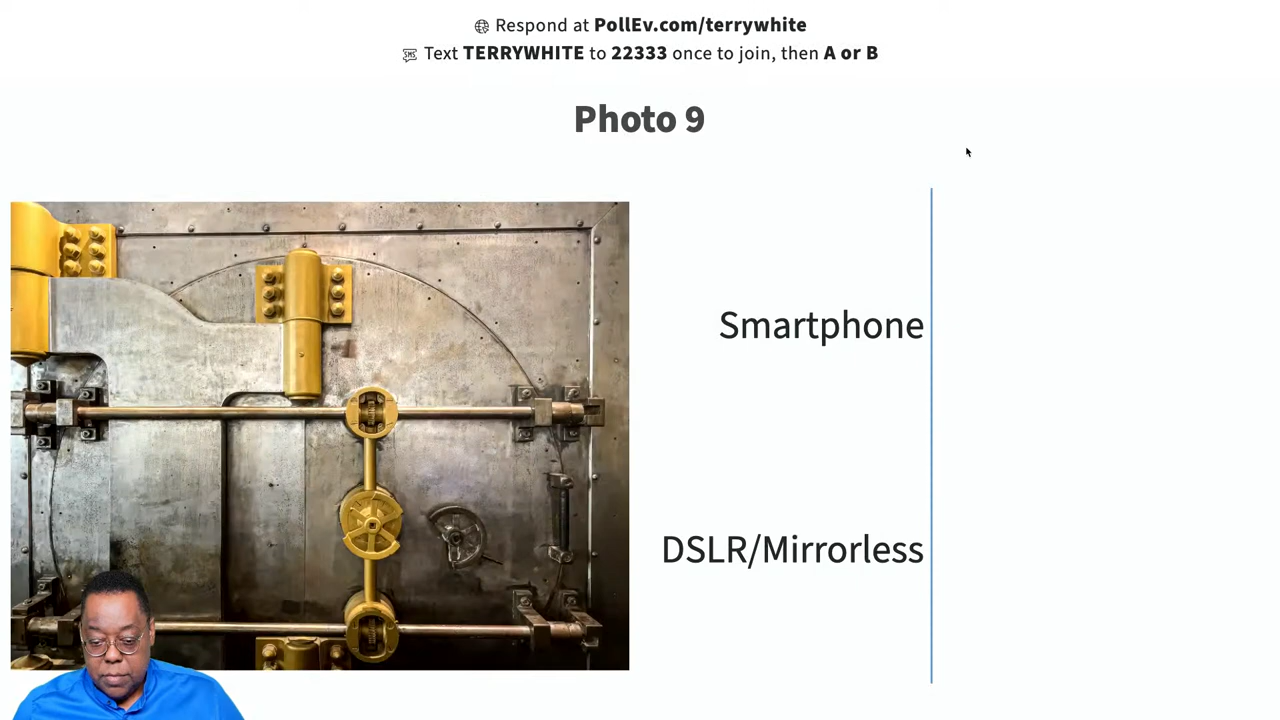 Respond at PollEv.com/terrywhite
Text TERRYWHITE to 22333 once to join, then A or B
Photo 9
Smartphone
DSLR/Mirrorless